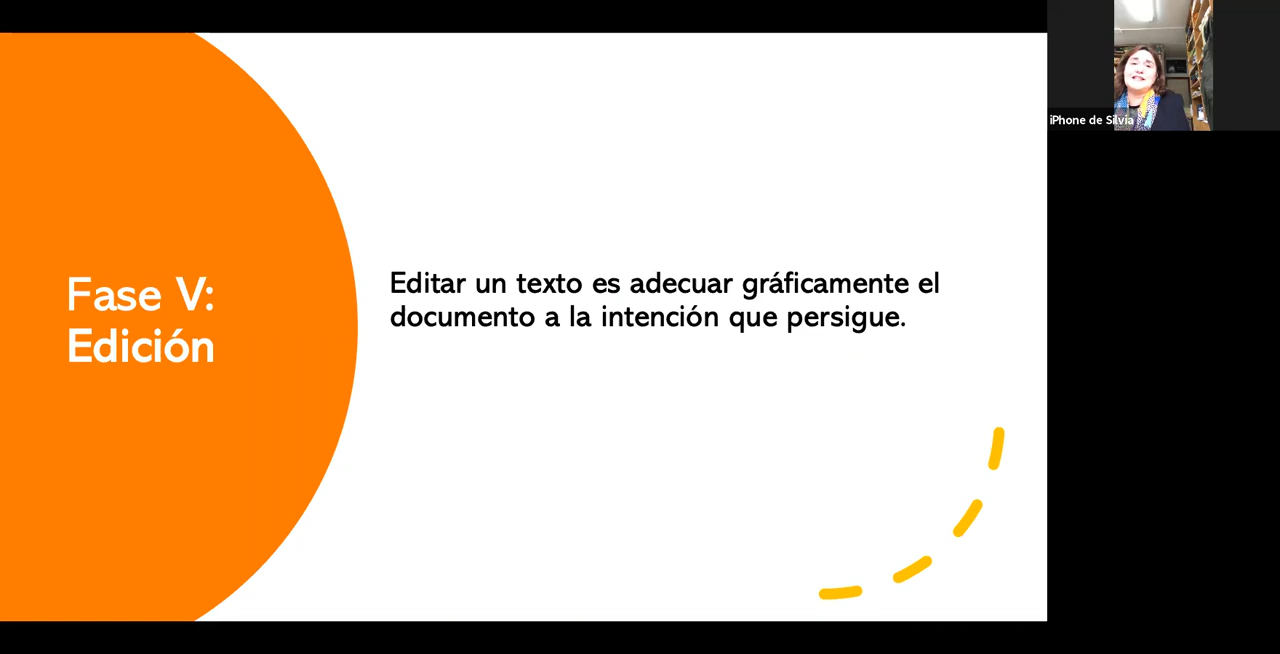 Fase V:
Edición
Editar un texto es adecuar gráficamente el
documento a la intención que persigue.
iPhone de Silvia